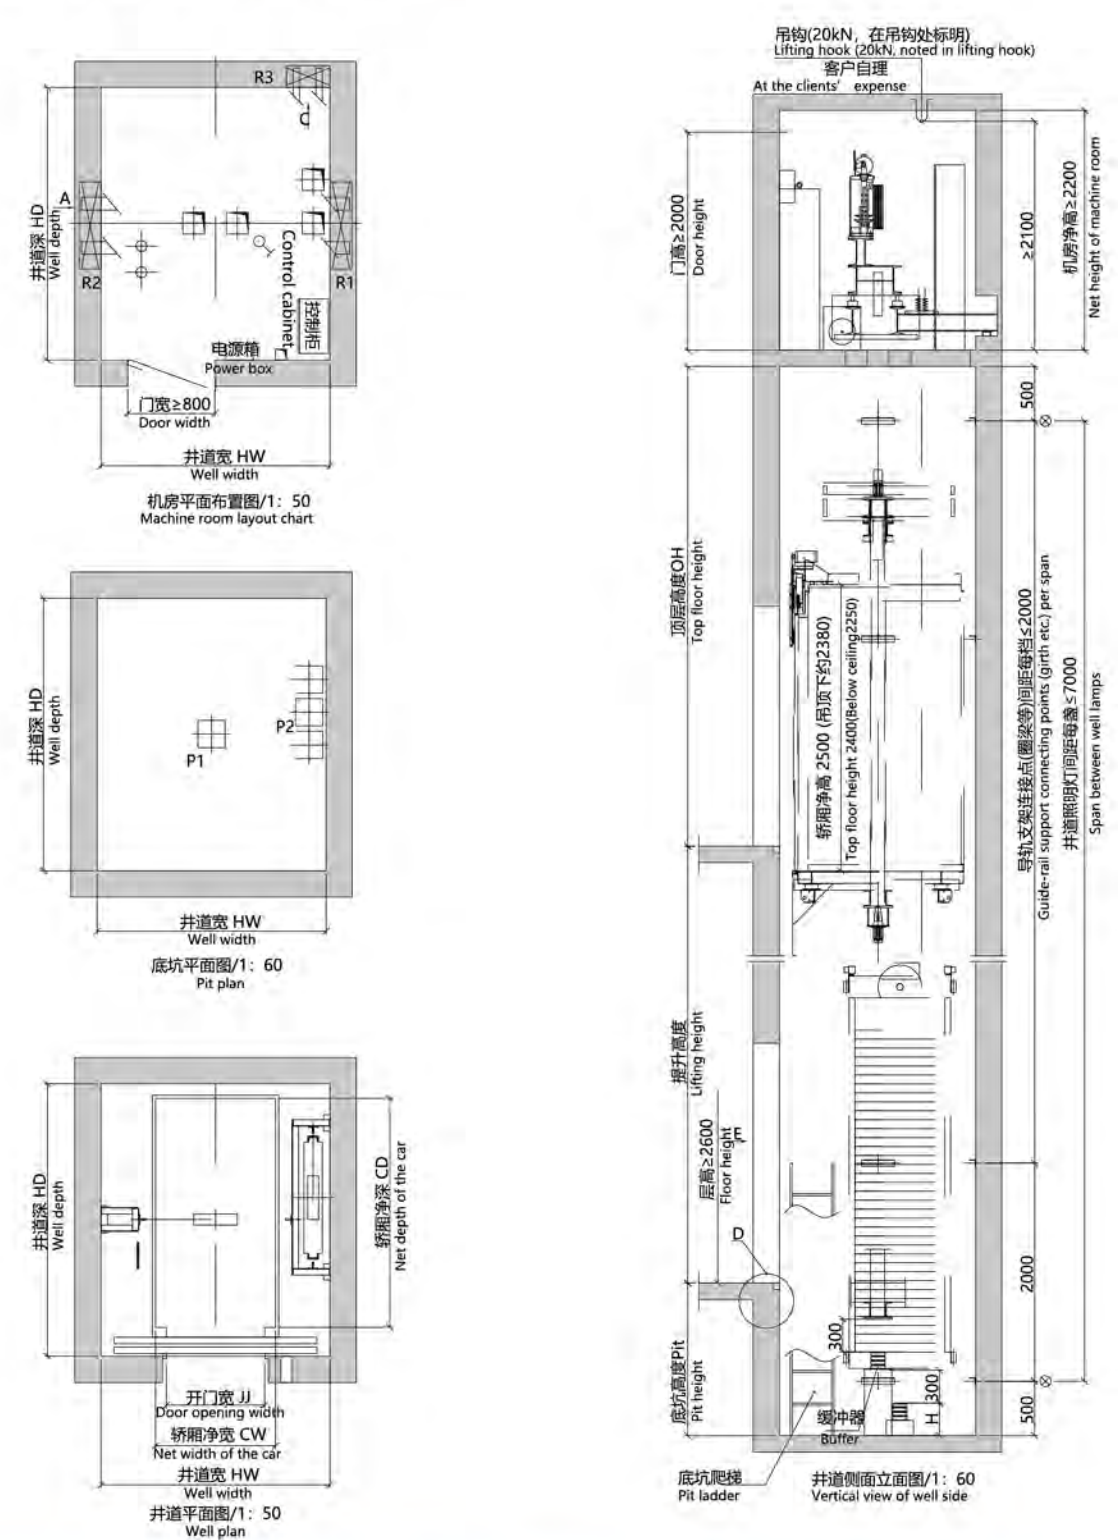 R3
C
井道深 HD
Well depth
A
R2
R1
Control cabinet
控制柜
电源箱
Power box
门宽≥800
Door width
井道宽 HW
Well width
机房平面布置图/1：50
Machine room layout chart
井道深 HD
Well depth
P1
P2
井道宽 HW
Well width
底坑平面图/1：60
Pit plan
井道深 HD
Well depth
轿厢净深 CD
Net depth of the car
开门宽 JJ
Door opening width
轿厢净宽 CW
Net width of the car
井道宽 HW
Well width
井道平面图/1：50
Well plan
吊钩(20kN，在吊钩处标明)
Lifting hook (20kN, noted in lifting hook)
客户自理
At the clients' expense
门高≥2000
Door height
≥2100
机房净高≥2200
Net height of machine room
500
顶层高度OH
Top floor height
轿厢净高 2500 (吊顶下约2380)
Top floor height 2400(Below ceiling2250)
导轨支架连接点(圈梁等)间距每档≤2000
Guide-rail support connecting points (girth etc.) per span
井道照明灯间距每盏≤7000
Span between well lamps
提升高度
Lifting height
层高≥2600
Floor height
E
D
2000
300
底坑高度Pit
Pit height
300
H
500
缓冲器
Buffer
底坑爬梯
Pit ladder
井道侧面立面图/1：60
Vertical view of well side